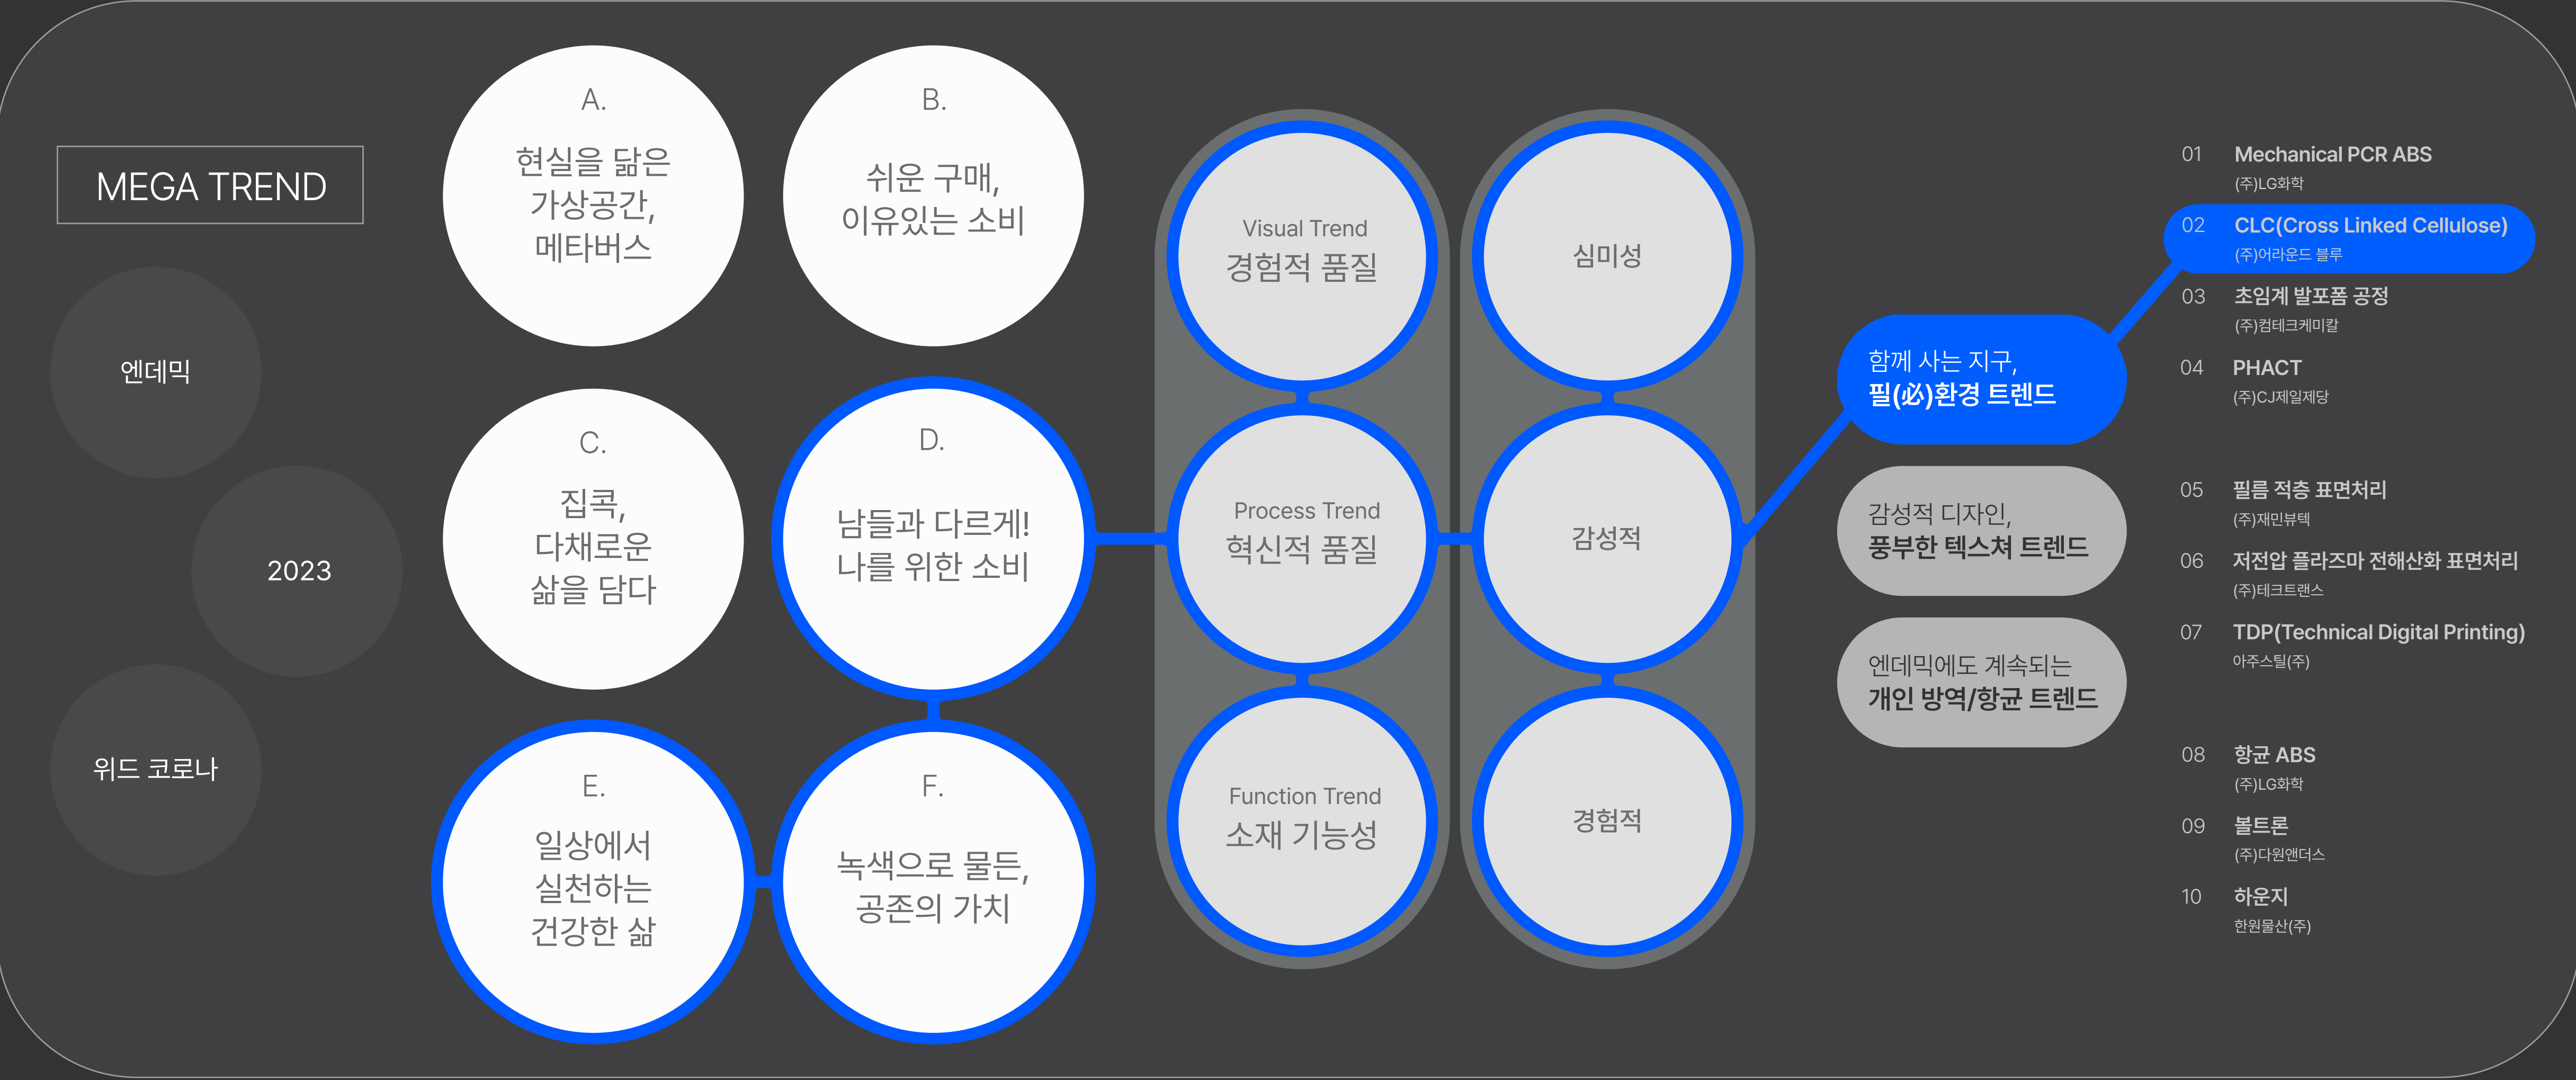 MEGA TREND
엔데믹
2023
위드 코로나
A.
현실을 닮은
가상공간,
메타버스
B.
쉬운 구매,
이유있는 소비
C.
집콕,
다채로운
삶을 담다
D.
남들과 다르게!
나를 위한 소비
E.
일상에서
실천하는
건강한 삶
F.
녹색으로 물든,
공존의 가치
Visual Trend
경험적 품질
Process Trend
혁신적 품질
Function Trend
소재 기능성
심미성
감성적
경험적
함께 사는 지구,
필(必)환경 트렌드
감성적 디자인,
풍부한 텍스쳐 트렌드
엔데믹에도 계속되는
개인 방역/항균 트렌드
01 Mechanical PCR ABS
(주)LG화학
02 CLC(Cross Linked Cellulose)
(주)어라운드 블루
03 초임계 발포폼 공정
(주)컴테크케미칼
04 PHACT
(주)CJ제일제당
05 필름 적층 표면처리
(주)재민뷰텍
06 저전압 플라즈마 전해산화 표면처리
(주)테크트랜스
07 TDP(Technical Digital Printing)
아주스틸(주)
08 항균 ABS
(주)LG화학
09 볼트론
(주)다원앤더스
10 하운지
한원물산(주)